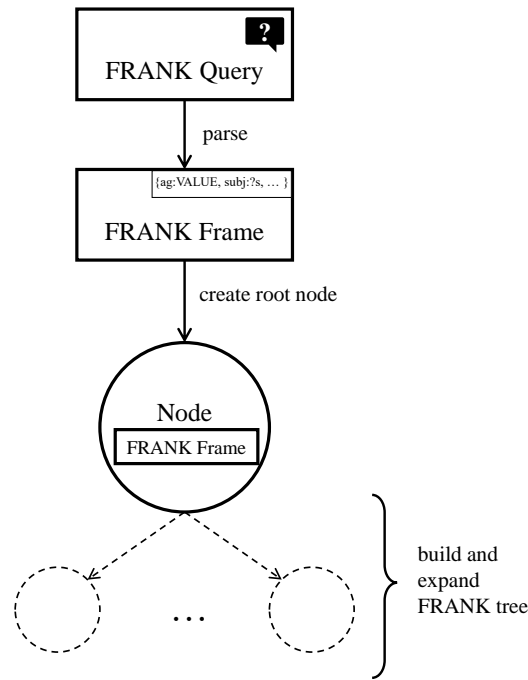 ?
FRANK Query
parse
{ag:VALUE, subj:?s, … }
FRANK Frame
create root node
Node
FRANK Frame
build and
expand
FRANK tree
…